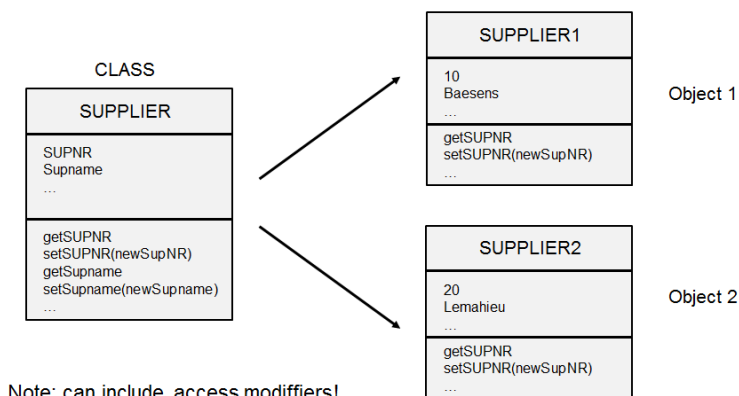 CLASS
SUPPLIER
SUPNR
Supname
...
getSUPNR
setSUPNR(newSupNR)
getSupname
setSupname(newSupname)
...
SUPPLIER1
10
Baesens
...
getSUPNR
setSUPNR(newSupNR)
...
Object 1
SUPPLIER2
20
Lemahieu
...
getSUPNR
setSUPNR(newSupNR)
...
Object 2
Note: can include access modiffiers!